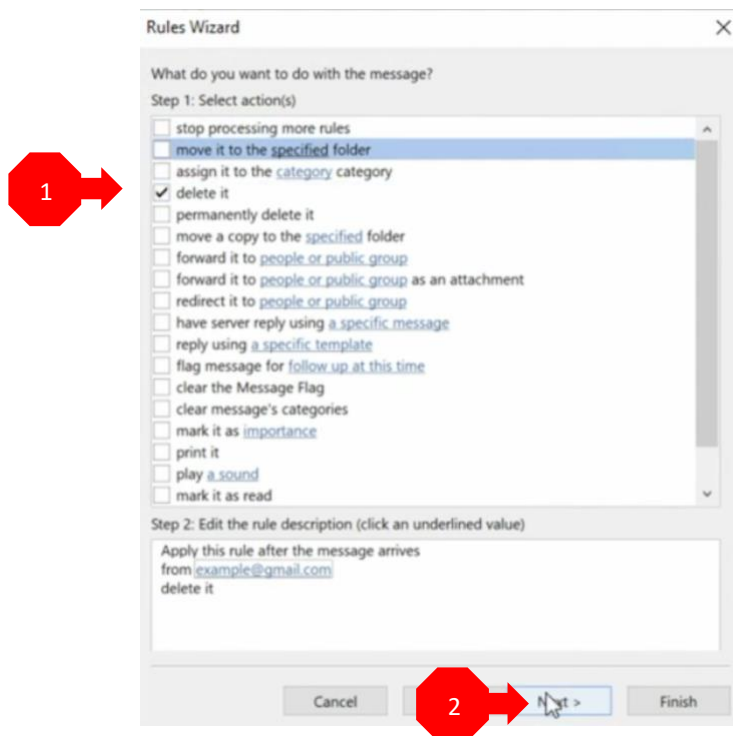 Rules Wizard
What do you want to do with the message?
Step 1: Select action(s)
stop processing more rules
move it to the specified folder
assign it to the category category
1
delete it
permanently delete it
move a copy to the specified folder
forward it to people or public group
forward it to people or public group as an attachment
redirect it to people or public group
have server reply using a specific message
reply using a specific template
flag message for follow up at this time
clear the Message Flag
clear message's categories
mark it as importance
print it
play a sound
mark it as read
Step 2: Edit the rule description (click an underlined value)
Apply this rule after the message arrives
from example@gmail.com
delete it
Cancel
2
Next >
Finish